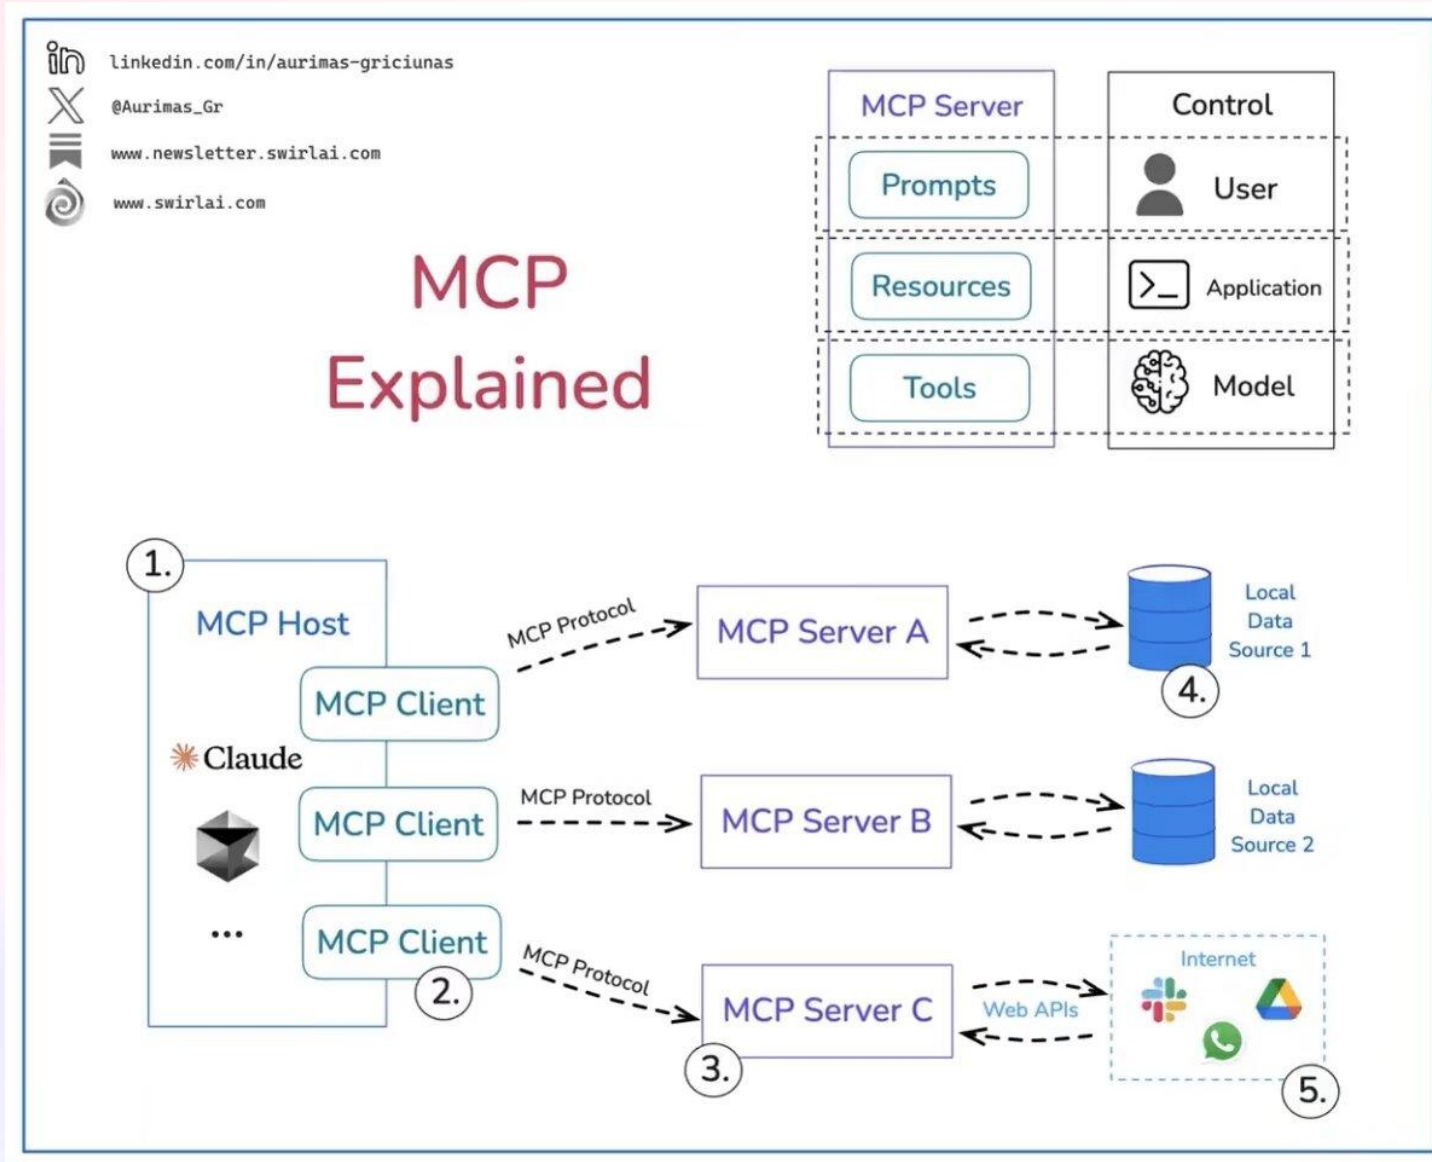 linkedin.com/in/aurimas-griciunas
@Aurimas_Gr
www.newsletter.swirlai.com
www.swirlai.com
MCP
Explained
MCP Server
Control
Prompts
User
Resources
Application
Tools
Model
1.
MCP Host
MCP Client
Claude
MCP Client
...
MCP Client
2.
MCP Protocol
MCP Server A
Local
Data
Source 1
4.
MCP Protocol
MCP Server B
Local
Data
Source 2
MCP Protocol
MCP Server C
3.
Web APIs
Internet
5.